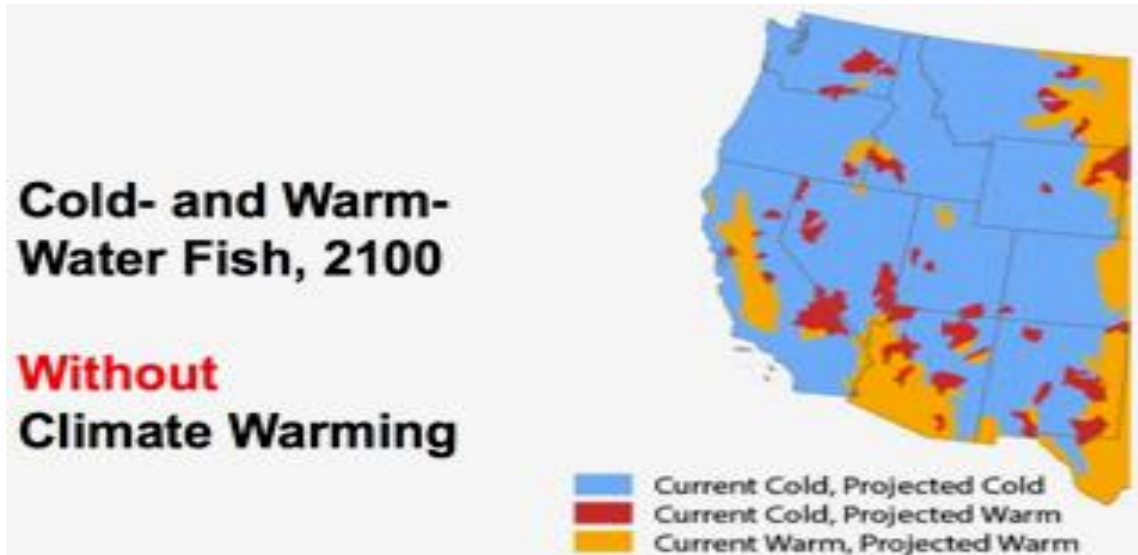 Cold- and Warm-
Water Fish, 2100
Without
Climate Warming
Current Cold, Projected Cold
Current Cold, Projected Warm
Current Warm, Projected Warm